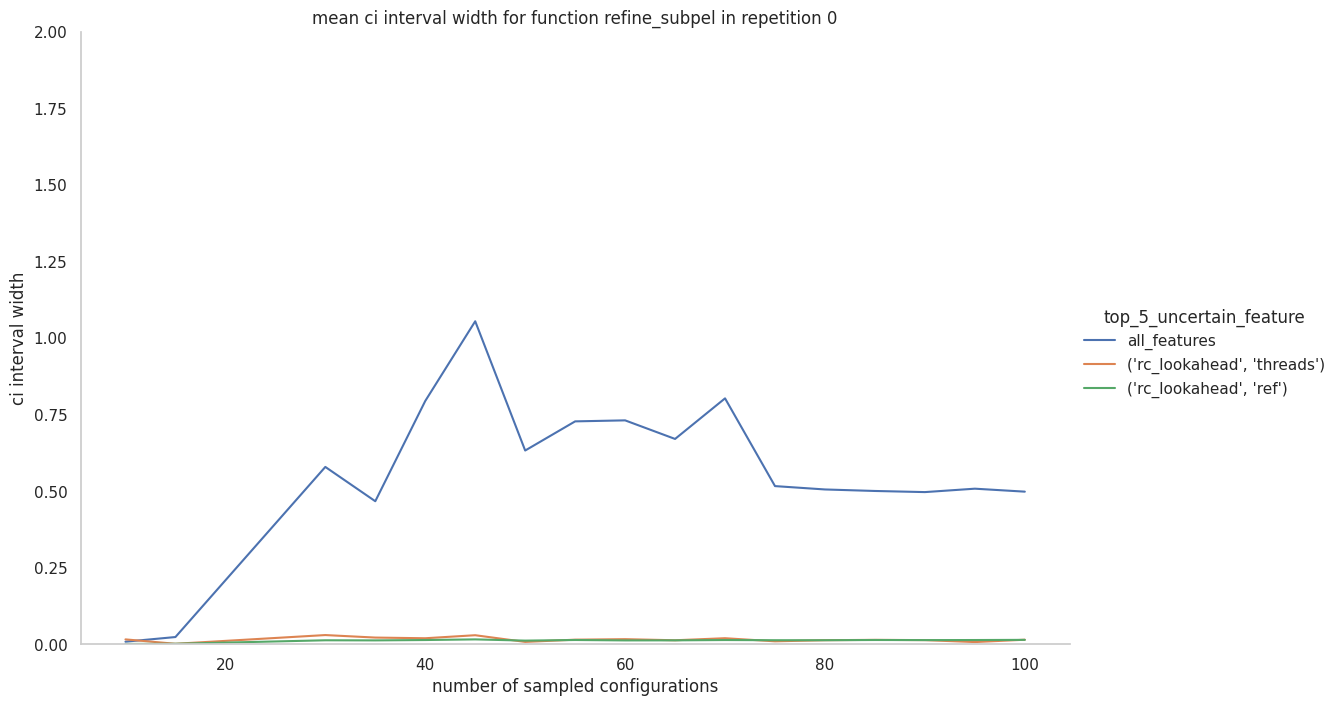 mean ci interval width for function refine_subpel in repetition 0
2.00
1.75
1.50
1.25
1.00
0.75
0.50
0.25
0.00
ci interval width
20
40
60
80
100
number of sampled configurations
top_5_uncertain_feature
all_features
('rc_lookahead', 'threads')
('rc_lookahead', 'ref')